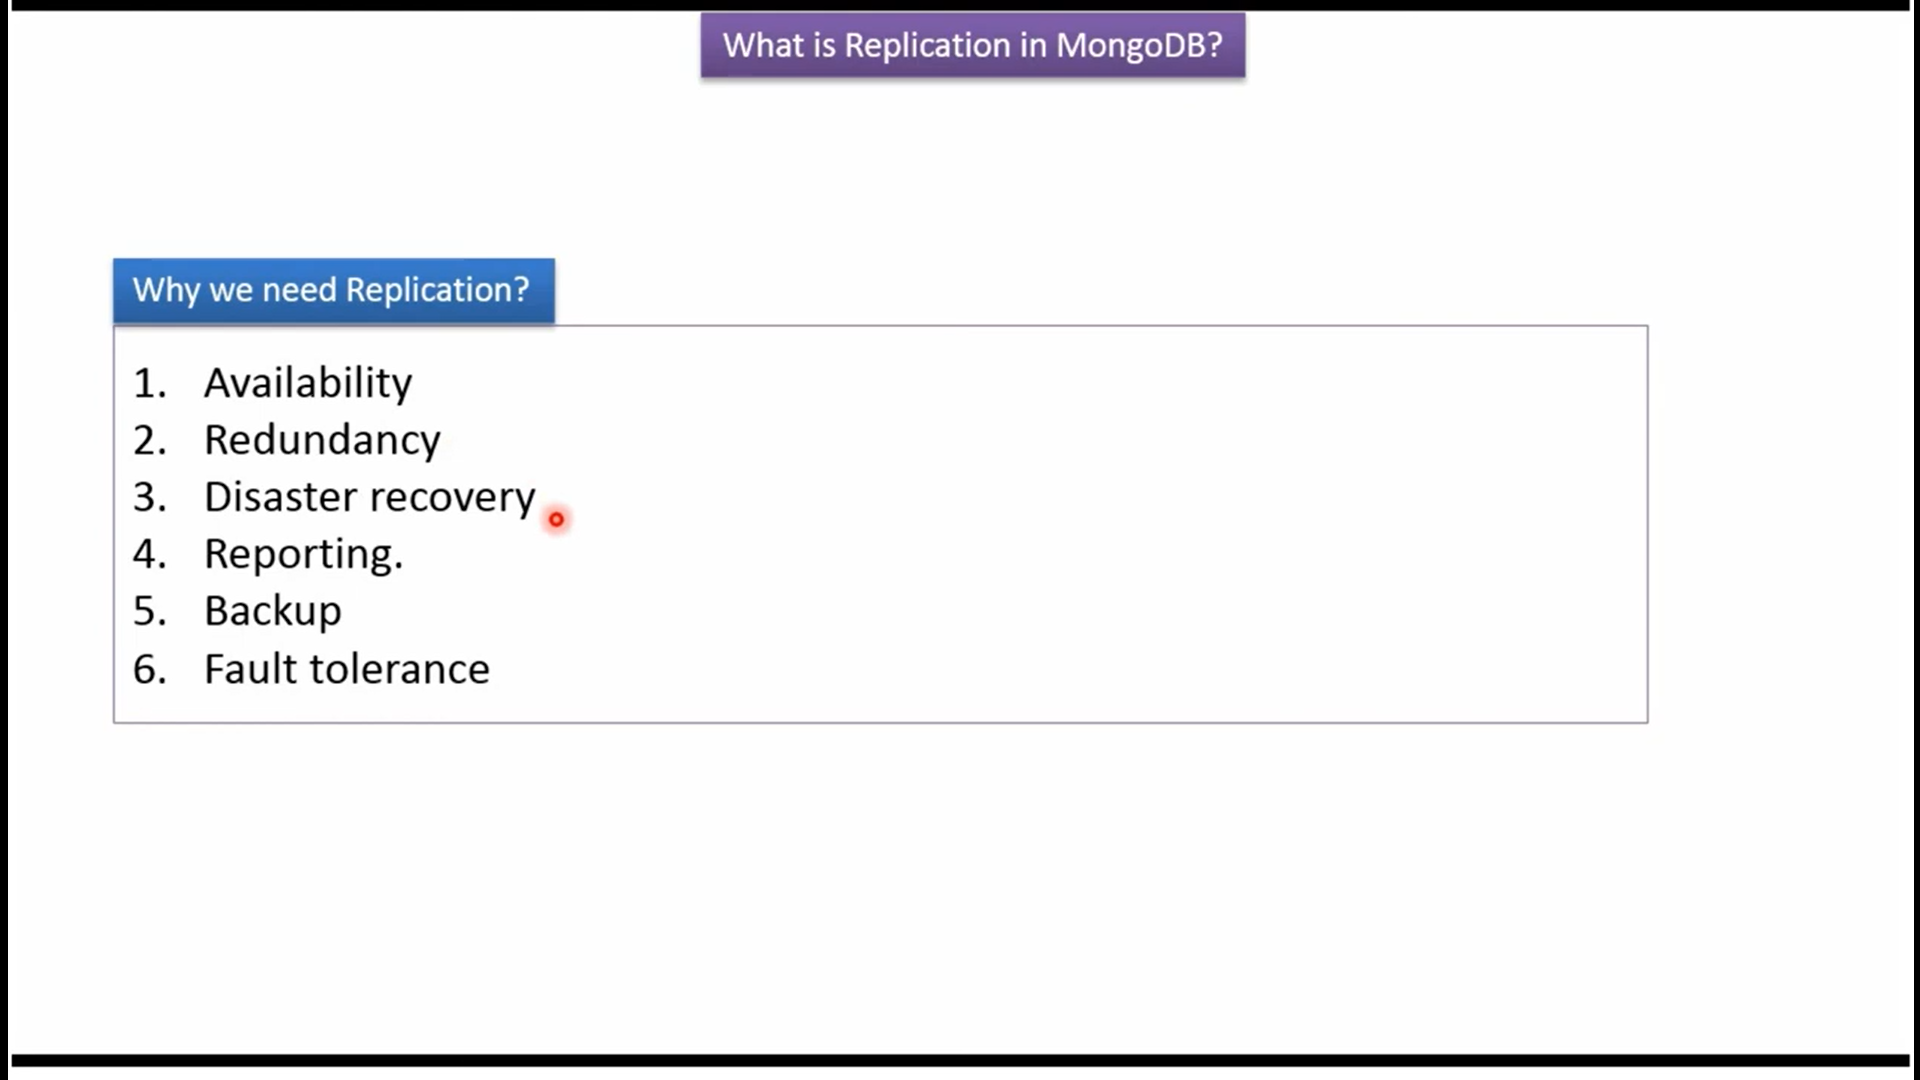 What is Replication in MongoDB?
Why we need Replication?
1. Availability
2. Redundancy
3. Disaster recovery
4. Reporting.
5. Backup
6. Fault tolerance